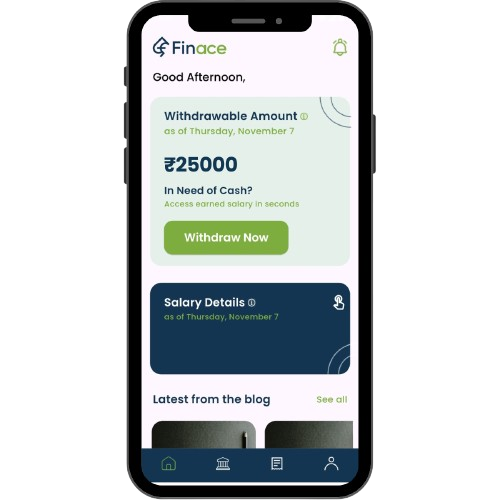 Finace
Good Afternoon,
Withdrawable Amount
as of Thursday, November 7
₹25000
In Need of Cash?
Access earned salary in seconds
Withdraw Now
Salary Details
as of Thursday, November 7
Latest from the blog
See all